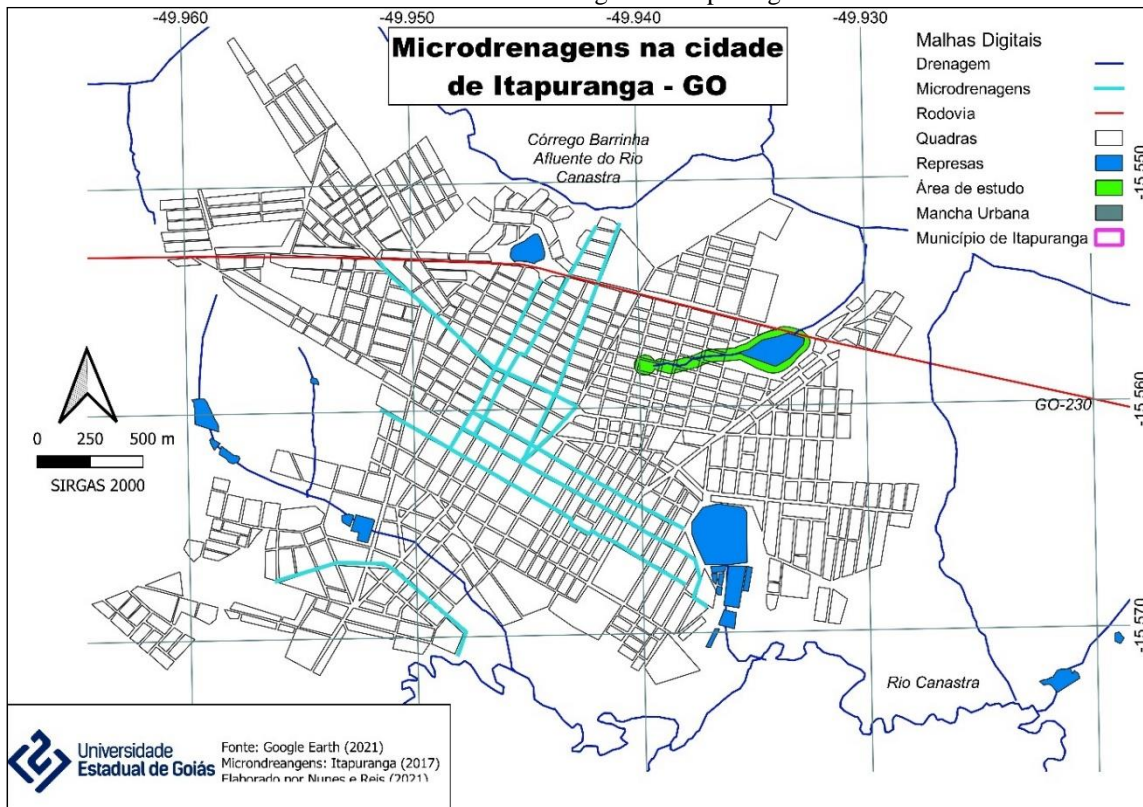 -49.960
-49.950
-49.940
-49.930
Microdrenagens na cidade
de Itapuranga - GO
Malhas Digitais
Drenagem
Microdrenagens
Rodovia
Quadras
Represas
Área de estudo
Mancha Urbana
Município de Itapuranga
Córrego Barrinha
Afluente do Rio
Canastra
-15.550
-15.560
GO-230
0 250 500 m
SIRGAS 2000
-15.570
Rio Canastra
Universidade
Estadual de Goiás
Fonte: Google Earth (2021)
Microndreangens: Itapuranga (2017)
Elaborado por Nunes e Reis (2021)